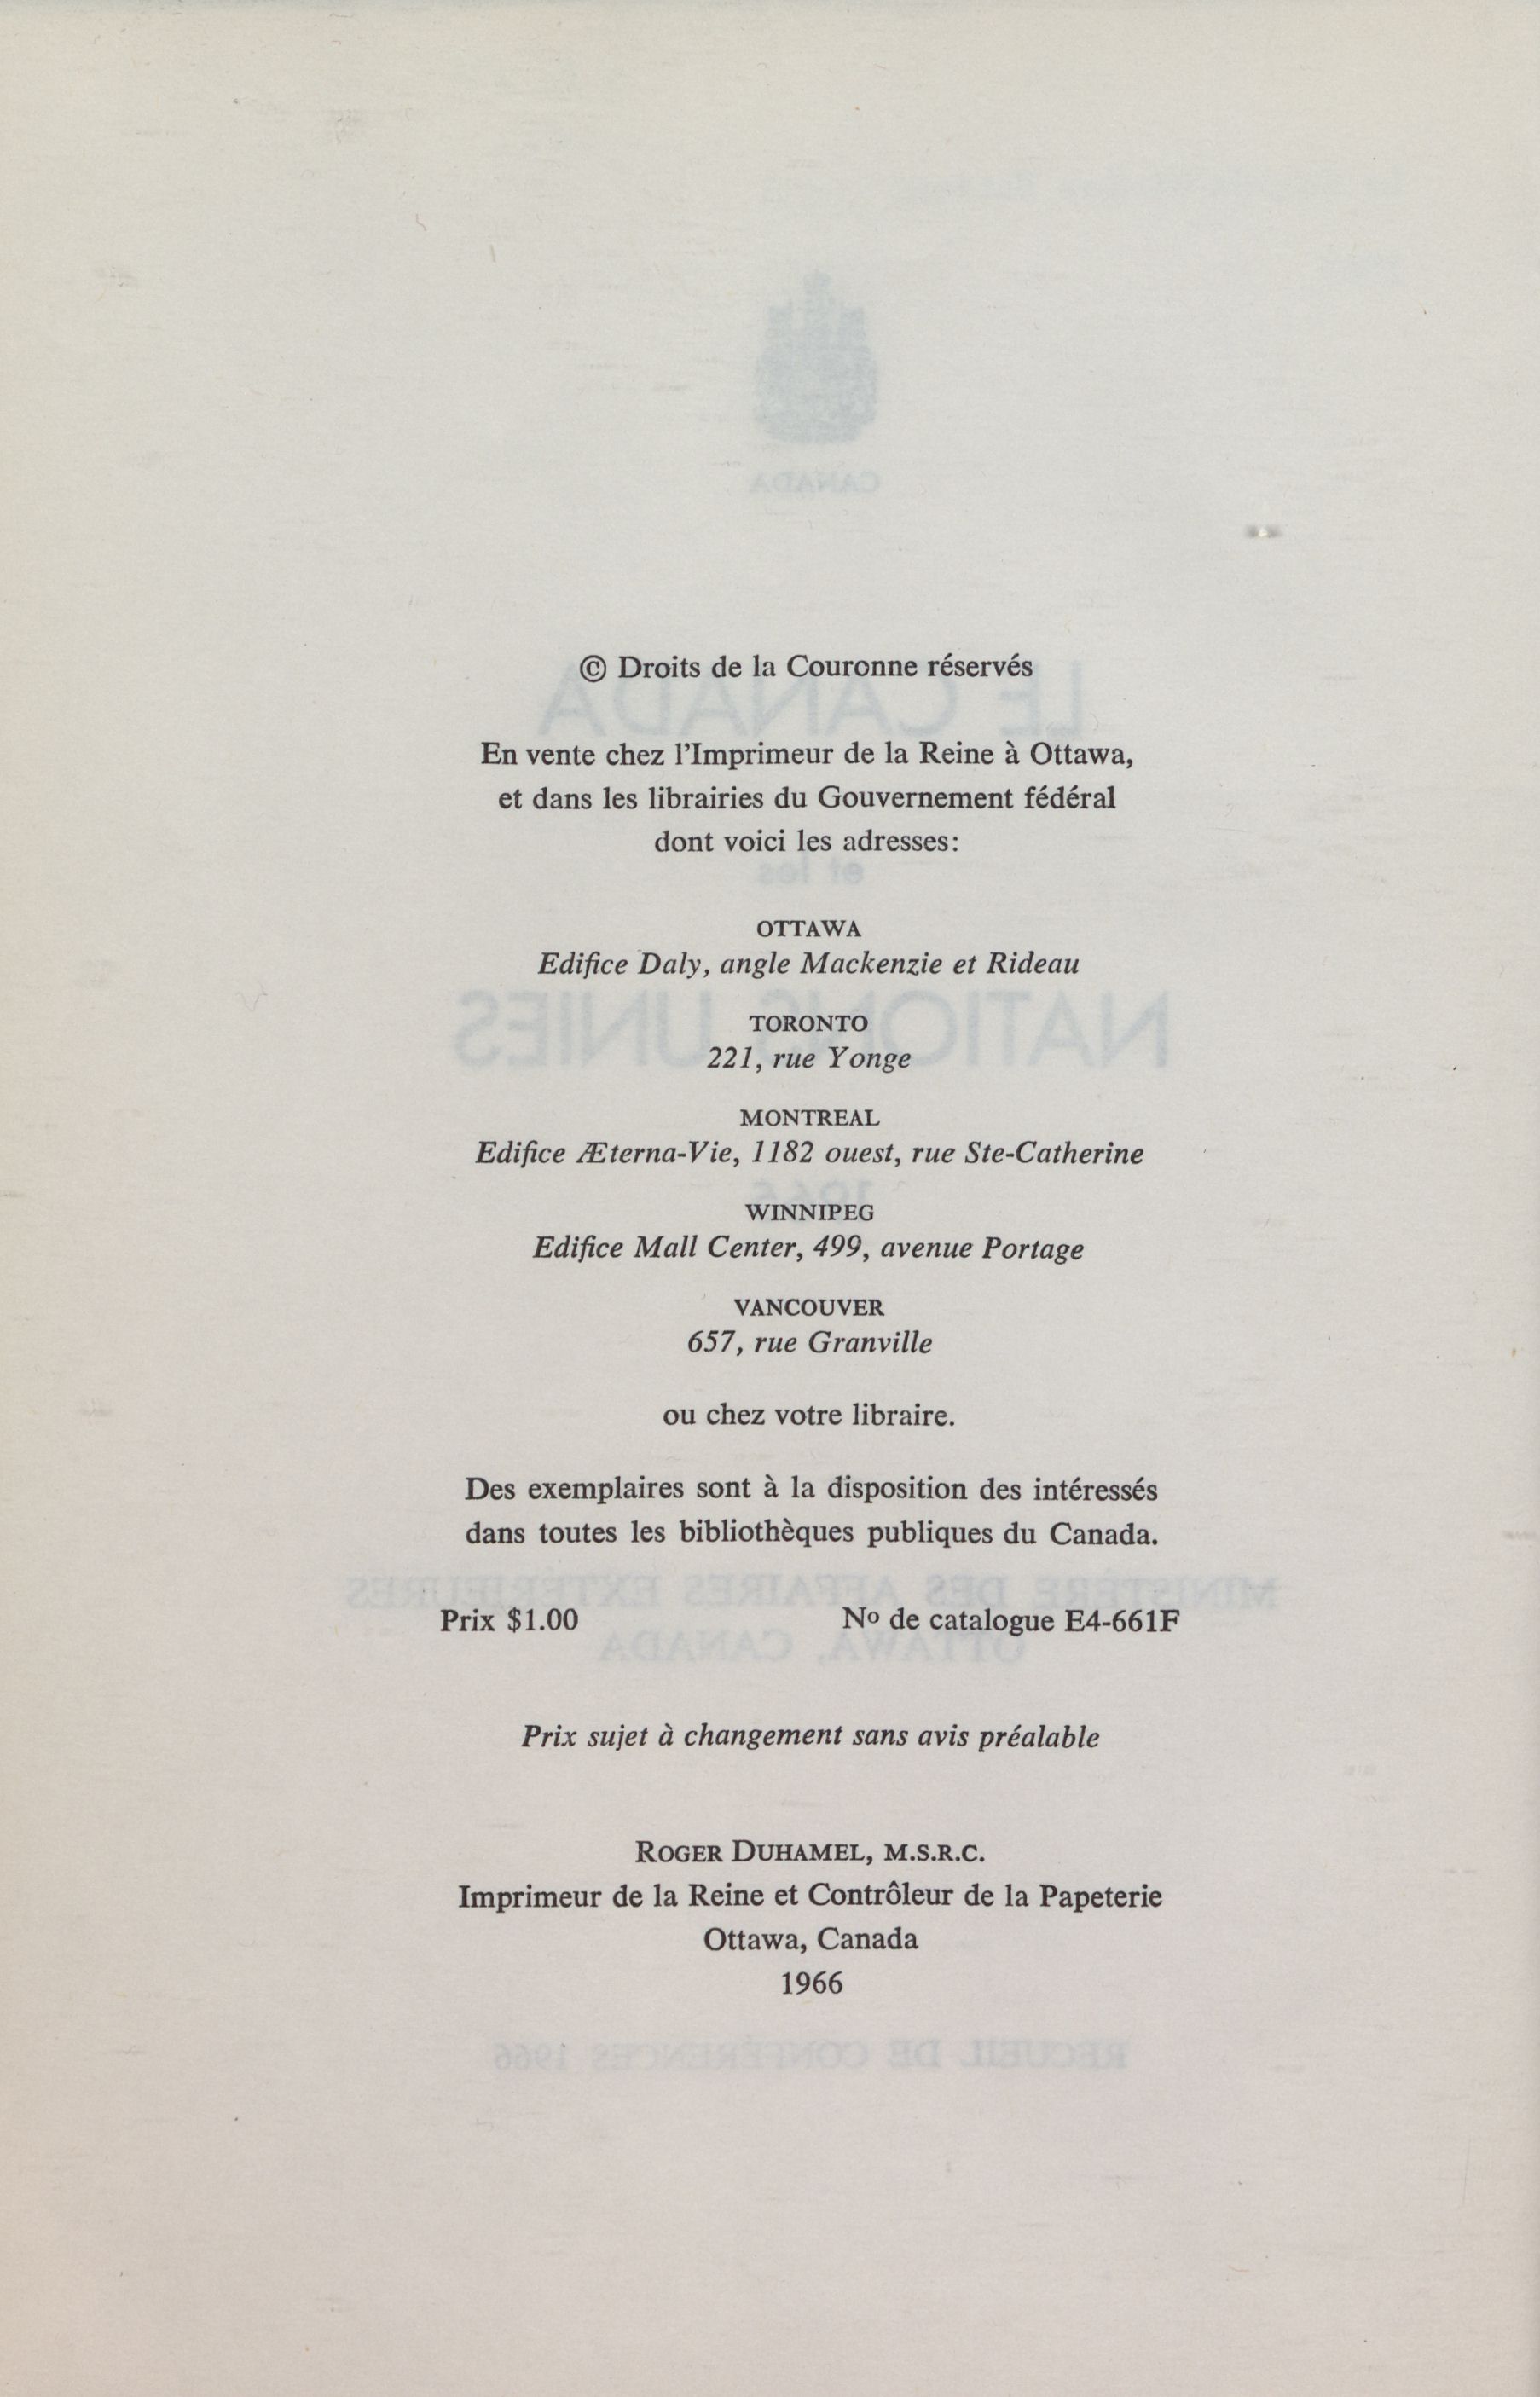 © Droits de la Couronne réservés
En vente chez l'Imprimeur de la Reine à Ottawa,
et dans les librairies du Gouvernement fédéral
dont voici les adresses:
OTTAWA
Edifice Daly, angle Mackenzie et Rideau
TORONTO
221, rue Yonge
MONTREAL
Edifice Æterna-Vie, 1182 ouest, rue Ste-Catherine
WINNIPEG
Edifice Mall Center, 499, avenue Portage
VANCOUVER
657, rue Granville
ou chez votre libraire.
Des exemplaires sont à la disposition des intéressés
dans toutes les bibliothèques publiques du Canada.
Prix $1.00 No de catalogue E4-661F
Prix sujet à changement sans avis préalable
ROGER DUHAMEL, M.S.R.C.
Imprimeur de la Reine et Contrôleur de la Papeterie
Ottawa, Canada
1966